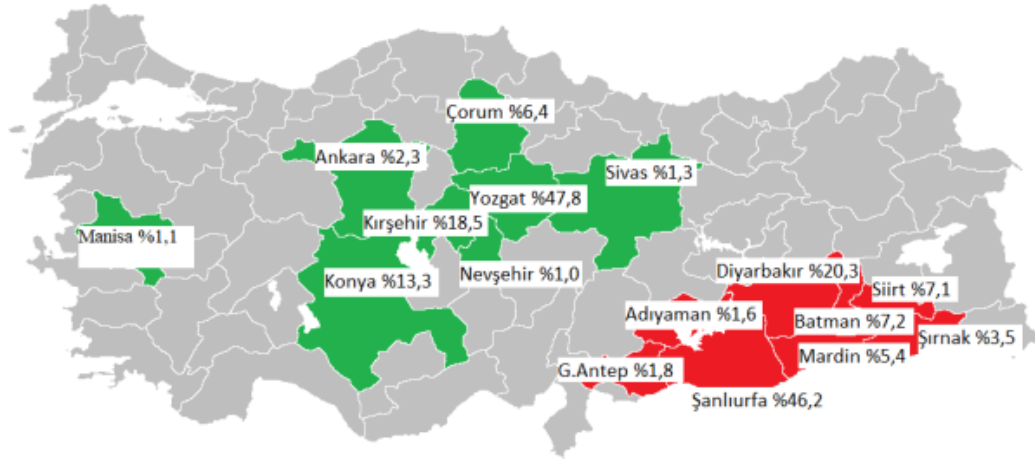 Çorum %6,4
Ankara %2,3
Sivas %1,3
Yozgat %47,8
Kırşehir %18,5
Manisa %1,1
Konya %13,3
Nevşehir %1,0
Diyarbakır %20,3
Siirt %7,1
Adıyaman %1,6
Batman %7,2
Şırnak %3,5
Mardin %5,4
G.Antep %1,8
Şanlıurfa %46,2